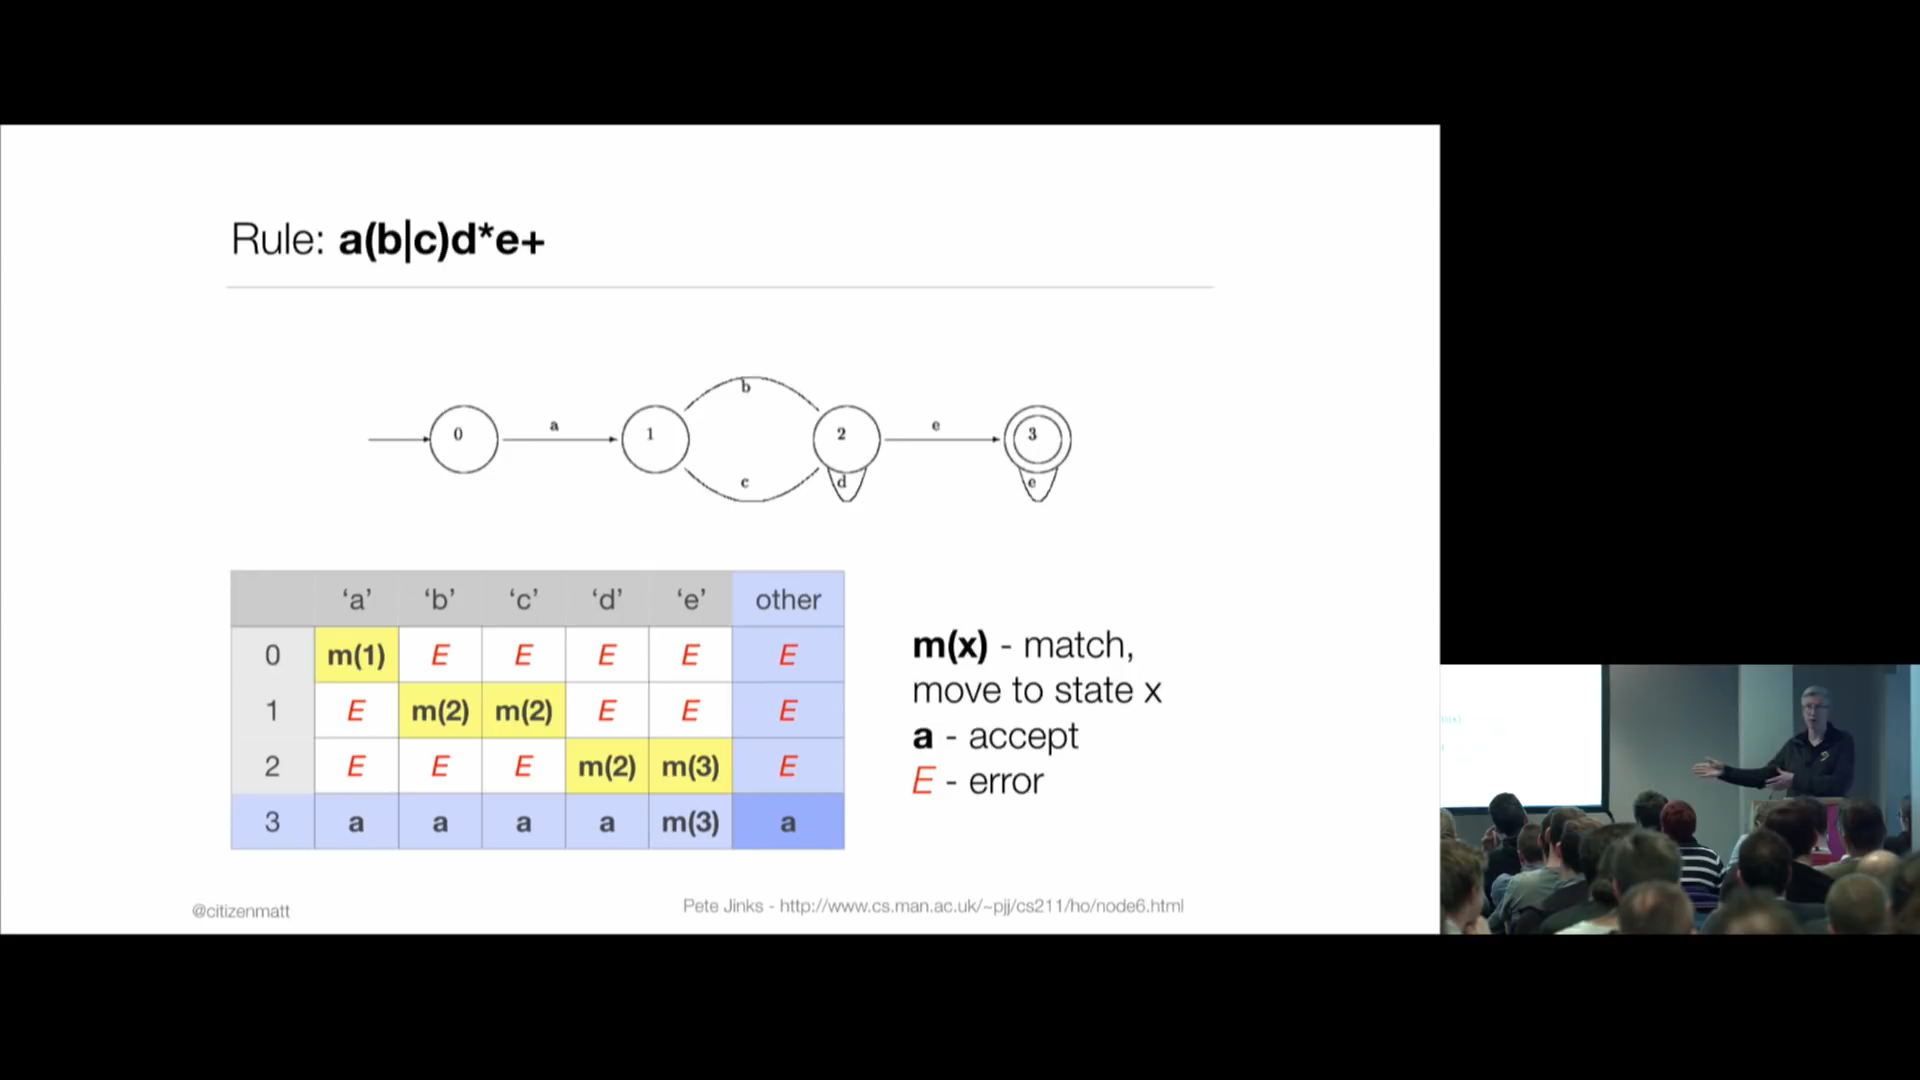 Rule: a(b|c)d*e+
b
0 a 1 2 e 3
c d e
‘a’ ‘b’ ‘c’ ‘d’ ‘e’ other
0 m(1) E E E E E
1 E m(2) m(2) E E E
2 E E E m(2) m(3) E
3 a a a a m(3) a
m(x) - match,
move to state x
a - accept
E - error
@citizenmatt
Pete Jinks - http://www.cs.man.ac.uk/~pjj/cs211/ho/node6.html